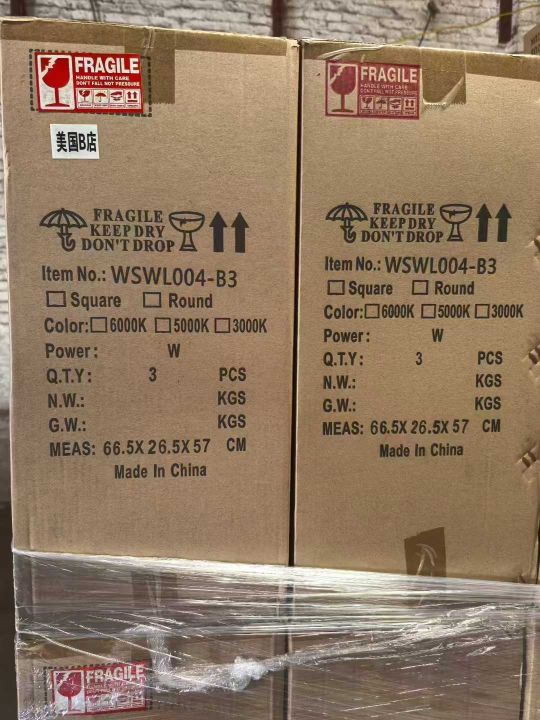 FRAGILE
HANDLE WITH CARE
DON'T FALL NOT PRESSURE
美国B店
FRAGILE
KEEP DRY
DON'T DROP
Item No.: WSWL004-B3
Square Round
Color: 6000K 5000K 3000K
Power: W
Q.T.Y: 3 PCS
N.W.: KGS
G.W.: KGS
MEAS: 66.5X 26.5X 57 CM
Made In China
FRAGILE
FRAGILE
HANDLE WITH CARE
DON'T FALL NOT PRESSURE
FRAGILE
KEEP DRY
DON'T DROP
Item No.: WSWL004-B3
Square Round
Color: 6000K 5000K 3000K
Power: W
Q.T.Y: 3 PCS
N.W.: KGS
G.W.: KGS
MEAS: 66.5X 26.5X 57 CM
Made In China